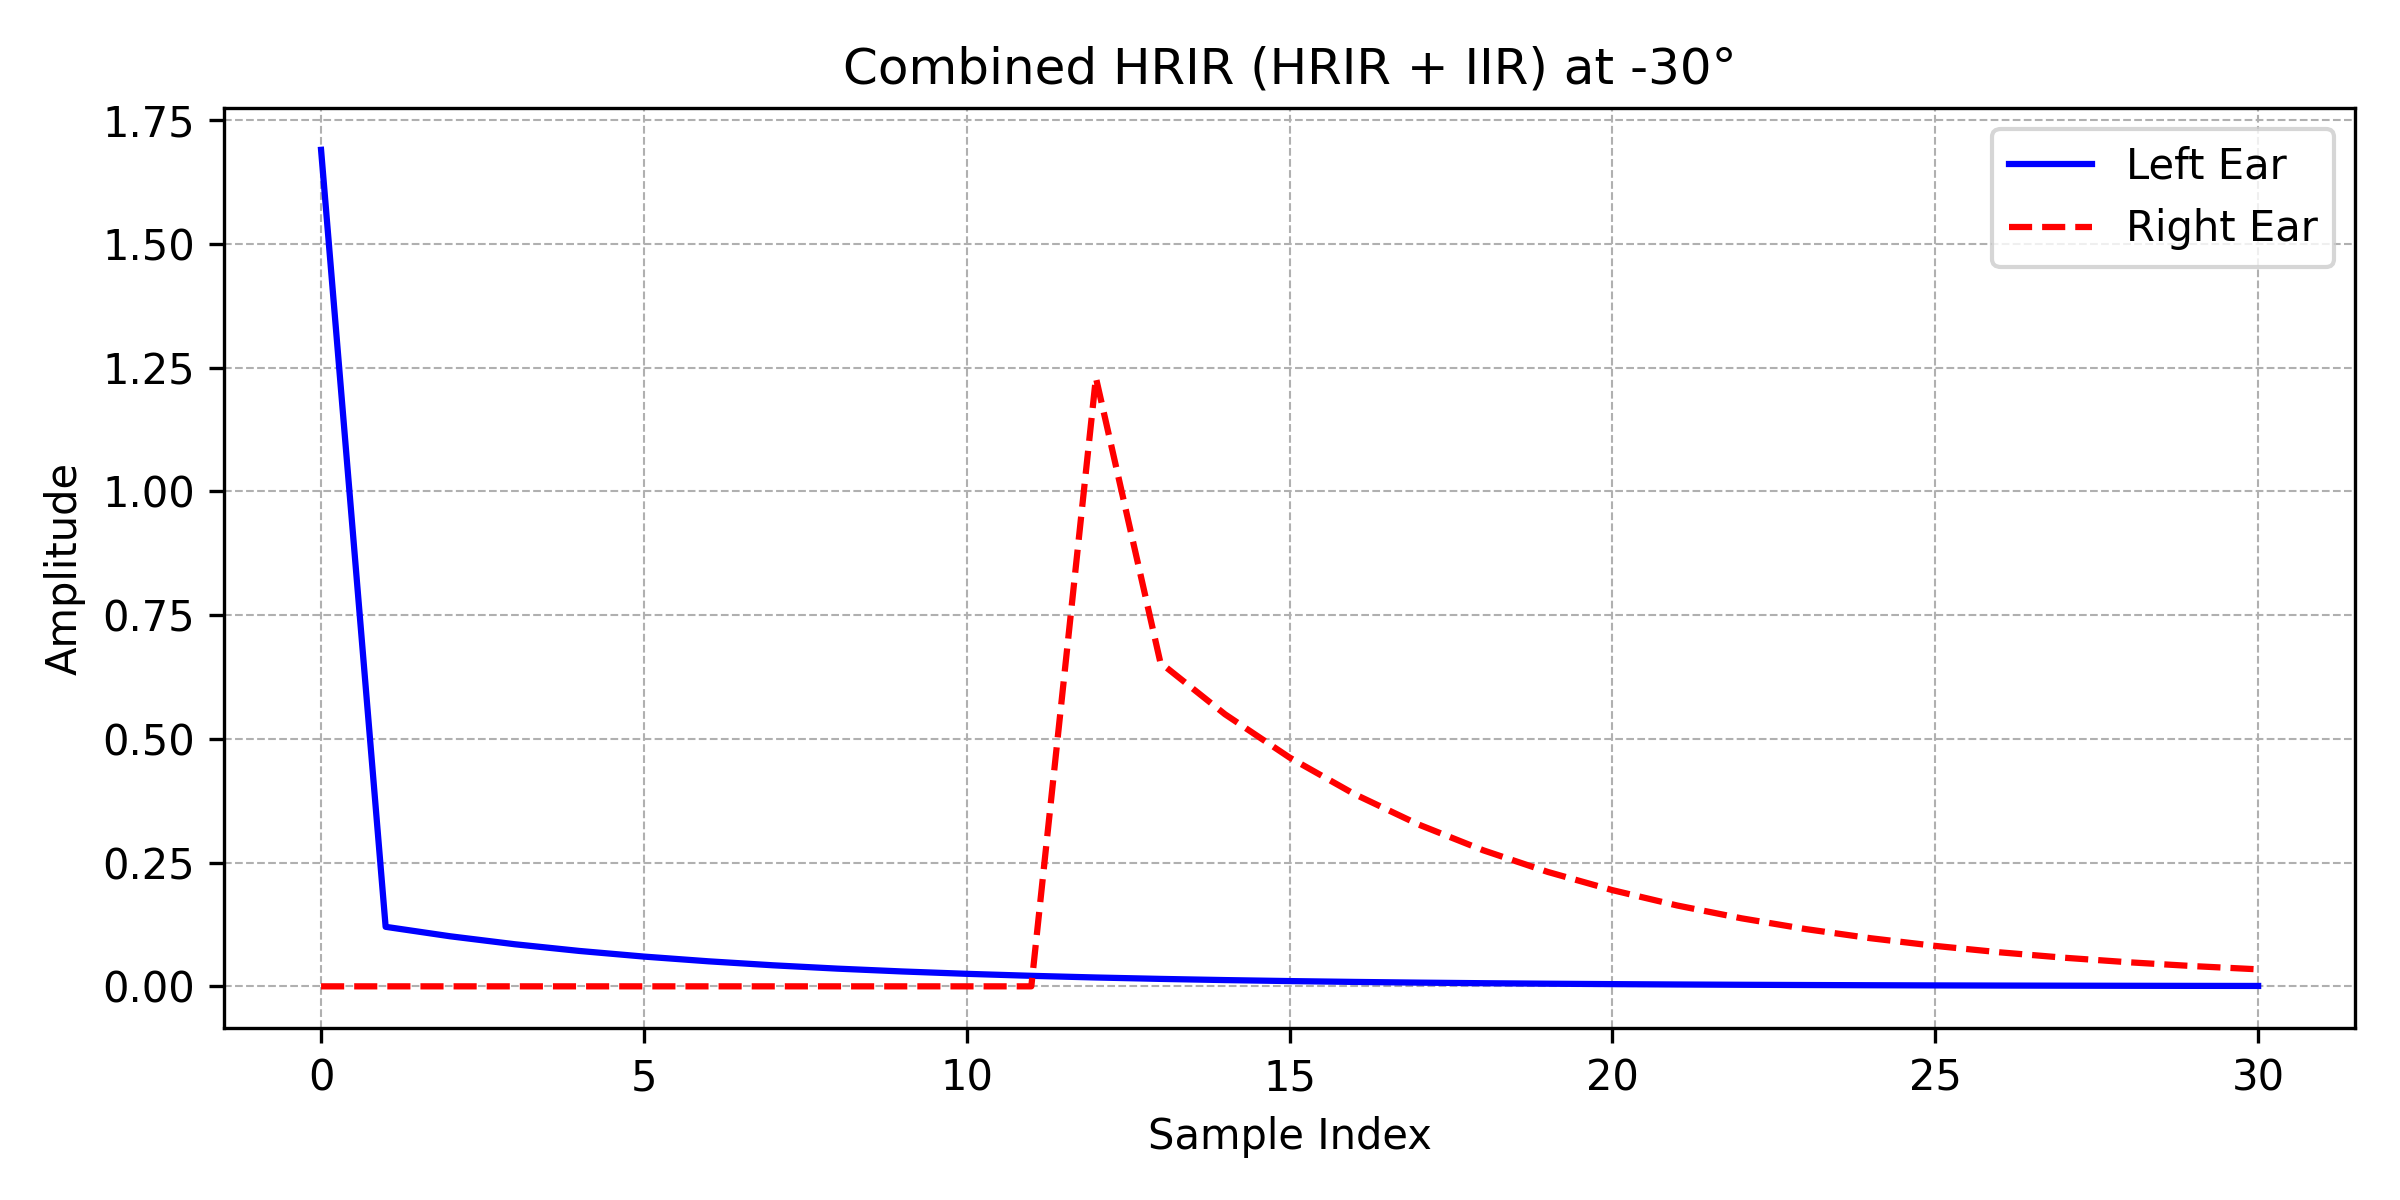 Combined HRIR (HRIR + IIR) at -30°
1.75
1.50
1.25
1.00
0.75
0.50
0.25
0.00
Amplitude
Left Ear
Right Ear
0 5 10 15 20 25 30
Sample Index